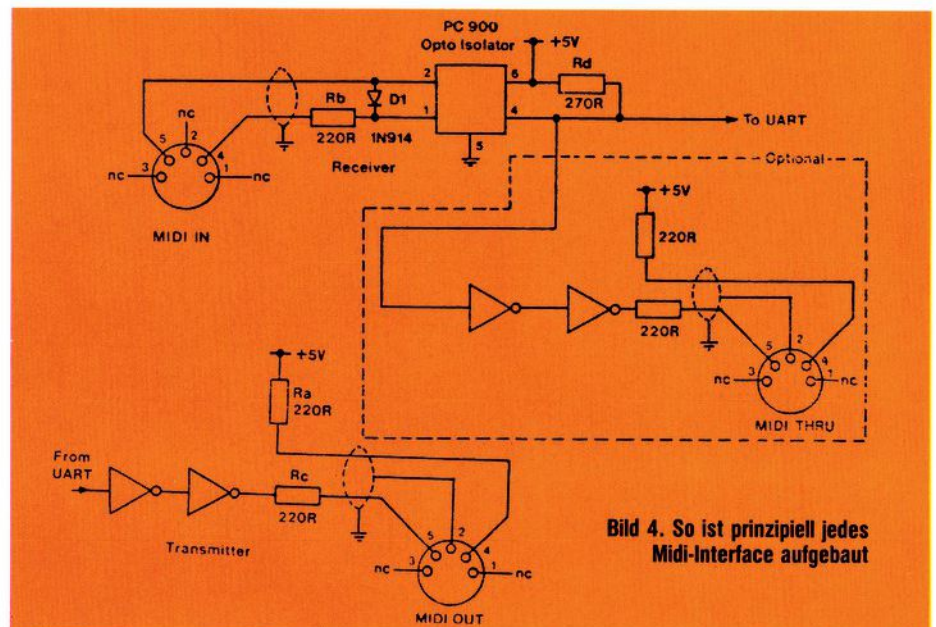 PC 900
Opto Isolator
+5V
2
6
Rd
D1
Rb
270R
1
4
To UART
220R
1N914
nc
5
Receiver
Optional
5
2
4
3
1
nc
nc
+5V
MIDI IN
220R
220R
5
2
4
+5V
nc
3
1
nc
Ra
220R
MIDI THRU
From
UART
Rc
220R
Transmitter
5
2
4
nc
3
1
nc
MIDI OUT
Bild 4. So ist prinzipiell jedes
Midi-Interface aufgebaut